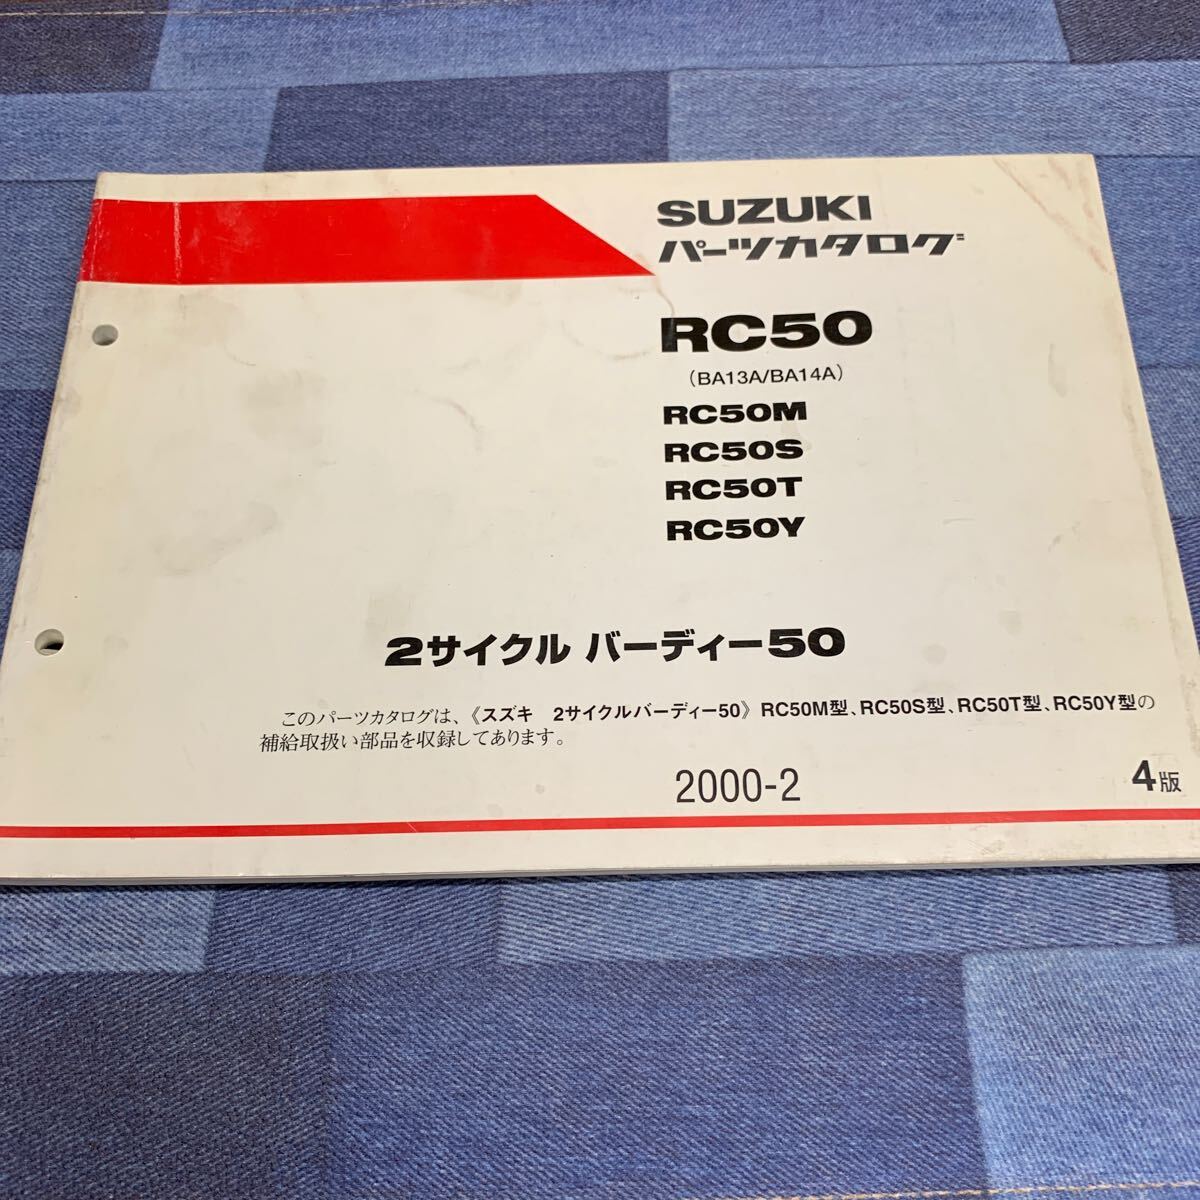 SUZUKI
パーツカタログ
RC50
（BA13A/BA14A）
RC50M
RC50S
RC50T
RC50Y
2サイクル バーディー50
このパーツカタログは、《スズキ　2サイクルバーディー50》RC50M型、RC50S型、RC50T型、RC50Y型の
補給取扱い部品を収録してあります。
2000-2
4版